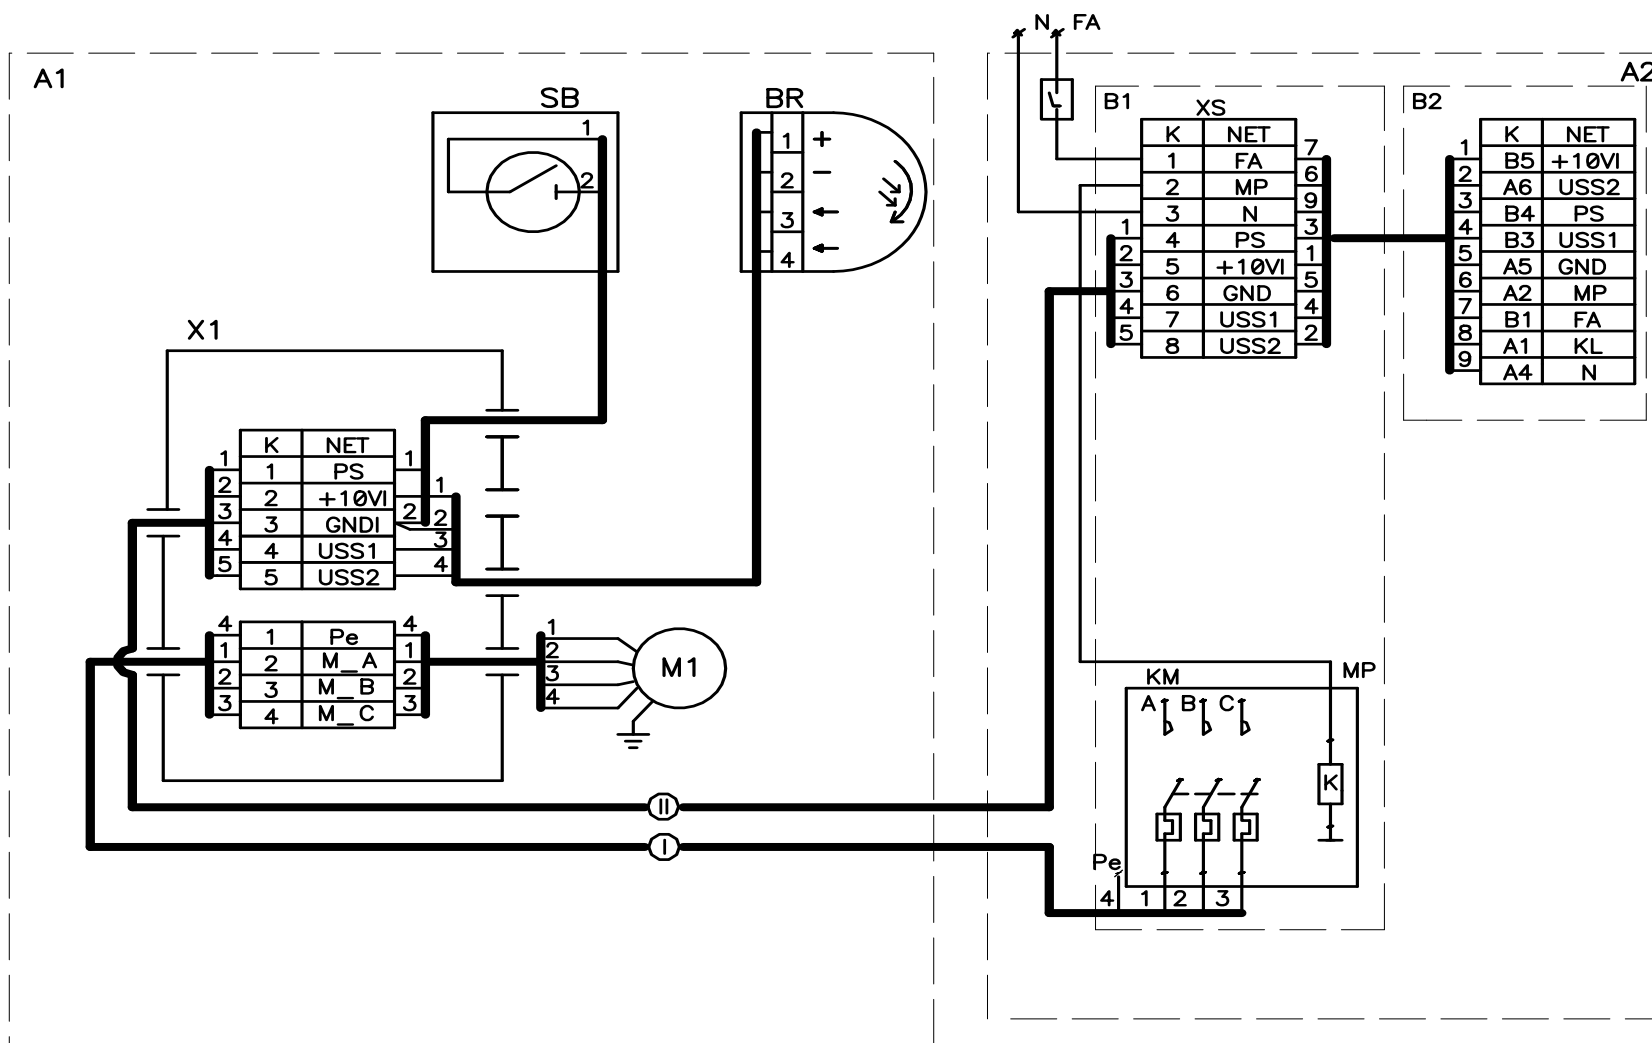 N FA
A1
A2
SB
1
2
BR
1 +
2 −
3
4
B1
XS
K NET
1 FA 7
2 MP 6
3 N 9
1 4 PS 3
2 5 +10VI 1
3 6 GND 5
4 7 USS1 4
5 8 USS2 2
B2
K NET
1 B5 +10VI
2 A6 USS2
3 B4 PS
4 B3 USS1
5 A5 GND
6 A2 MP
7 B1 FA
8 A1 KL
9 A4 N
X1
K NET
1 1 PS 1
2 2 +10VI 1
3 3 GNDI 2 2
4 4 USS1 3
5 5 USS2 4
4 1 Pe 4
1 2 M_A 1
2 3 M_B 2
3 4 M_C 3
1
2
3
4
M1
KM
MP
A B C
K
II
I
Pe
4 1 2 3